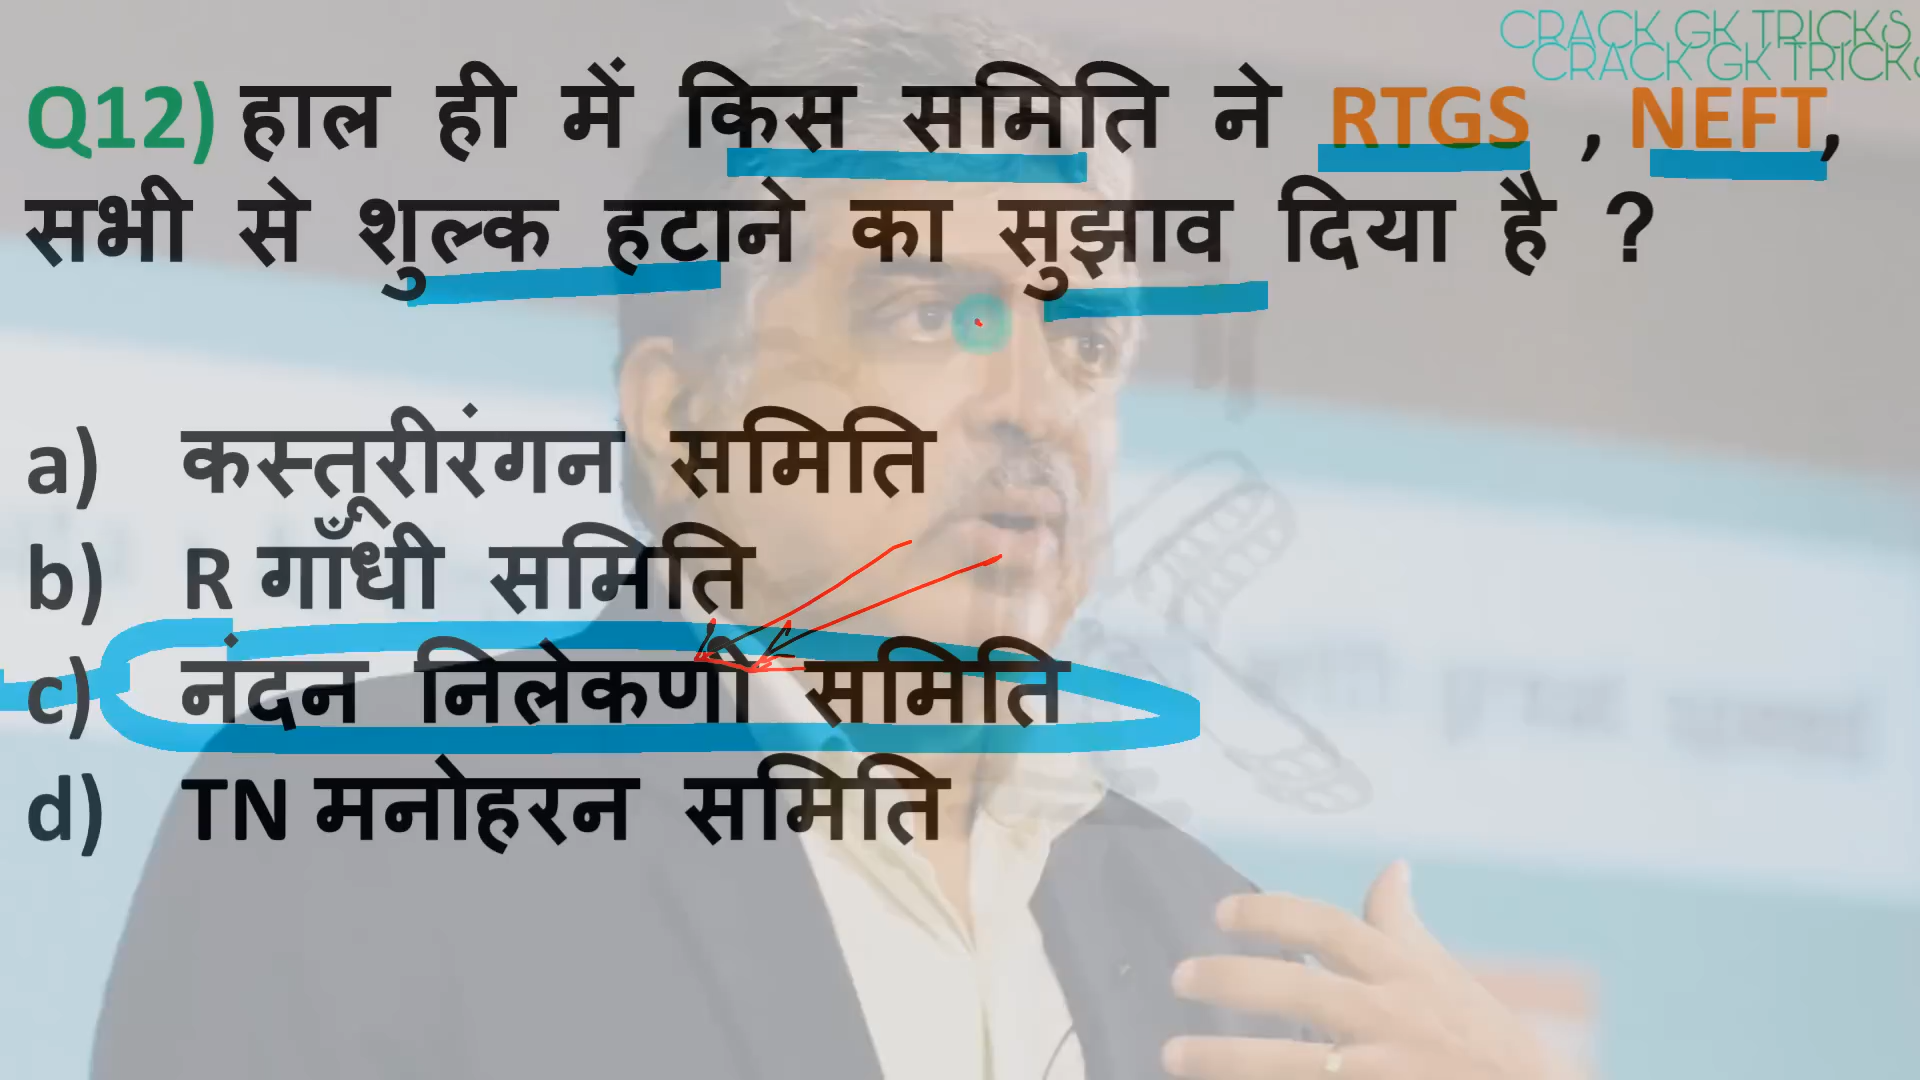 CRACK GK TRICKS
CRACK GK TRICK
Q12) हाल ही में किस समिति ने RTGS , NEFT,
सभी से शुल्क हटाने का सुझाव दिया है ?
a) कस्तूरीरंगन समिति
b) R गाँधी समिति
c) नंदन निलेकणी समिति
d) TN मनोहरन समिति